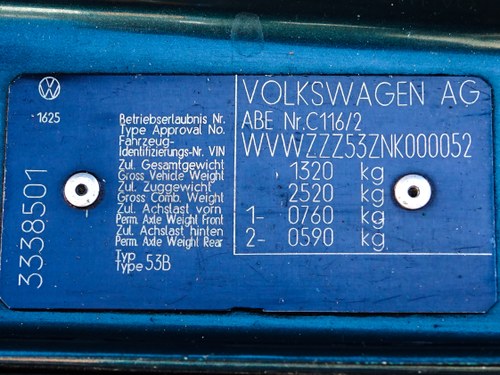 VW
1625
3338501
Betriebserlaubnis Nr.
Type Approval No.
Fahrzeug-
Identifizierungs-Nr. VIN
Zul. Gesamtgewicht
Gross Vehicle Weight
Zul. Zuggewicht
Gross Comb. Weight
Zul. Achslast vorn
Perm. Axle Weight Front
Zul. Achslast hinten
Perm. Axle Weight Rear
Typ
Type 53B
VOLKSWAGEN AG
ABE Nr.C116/2
WVWZZZ53ZNK000052
1320 kg
2520 kg
1- 0760 kg
2- 0590 kg